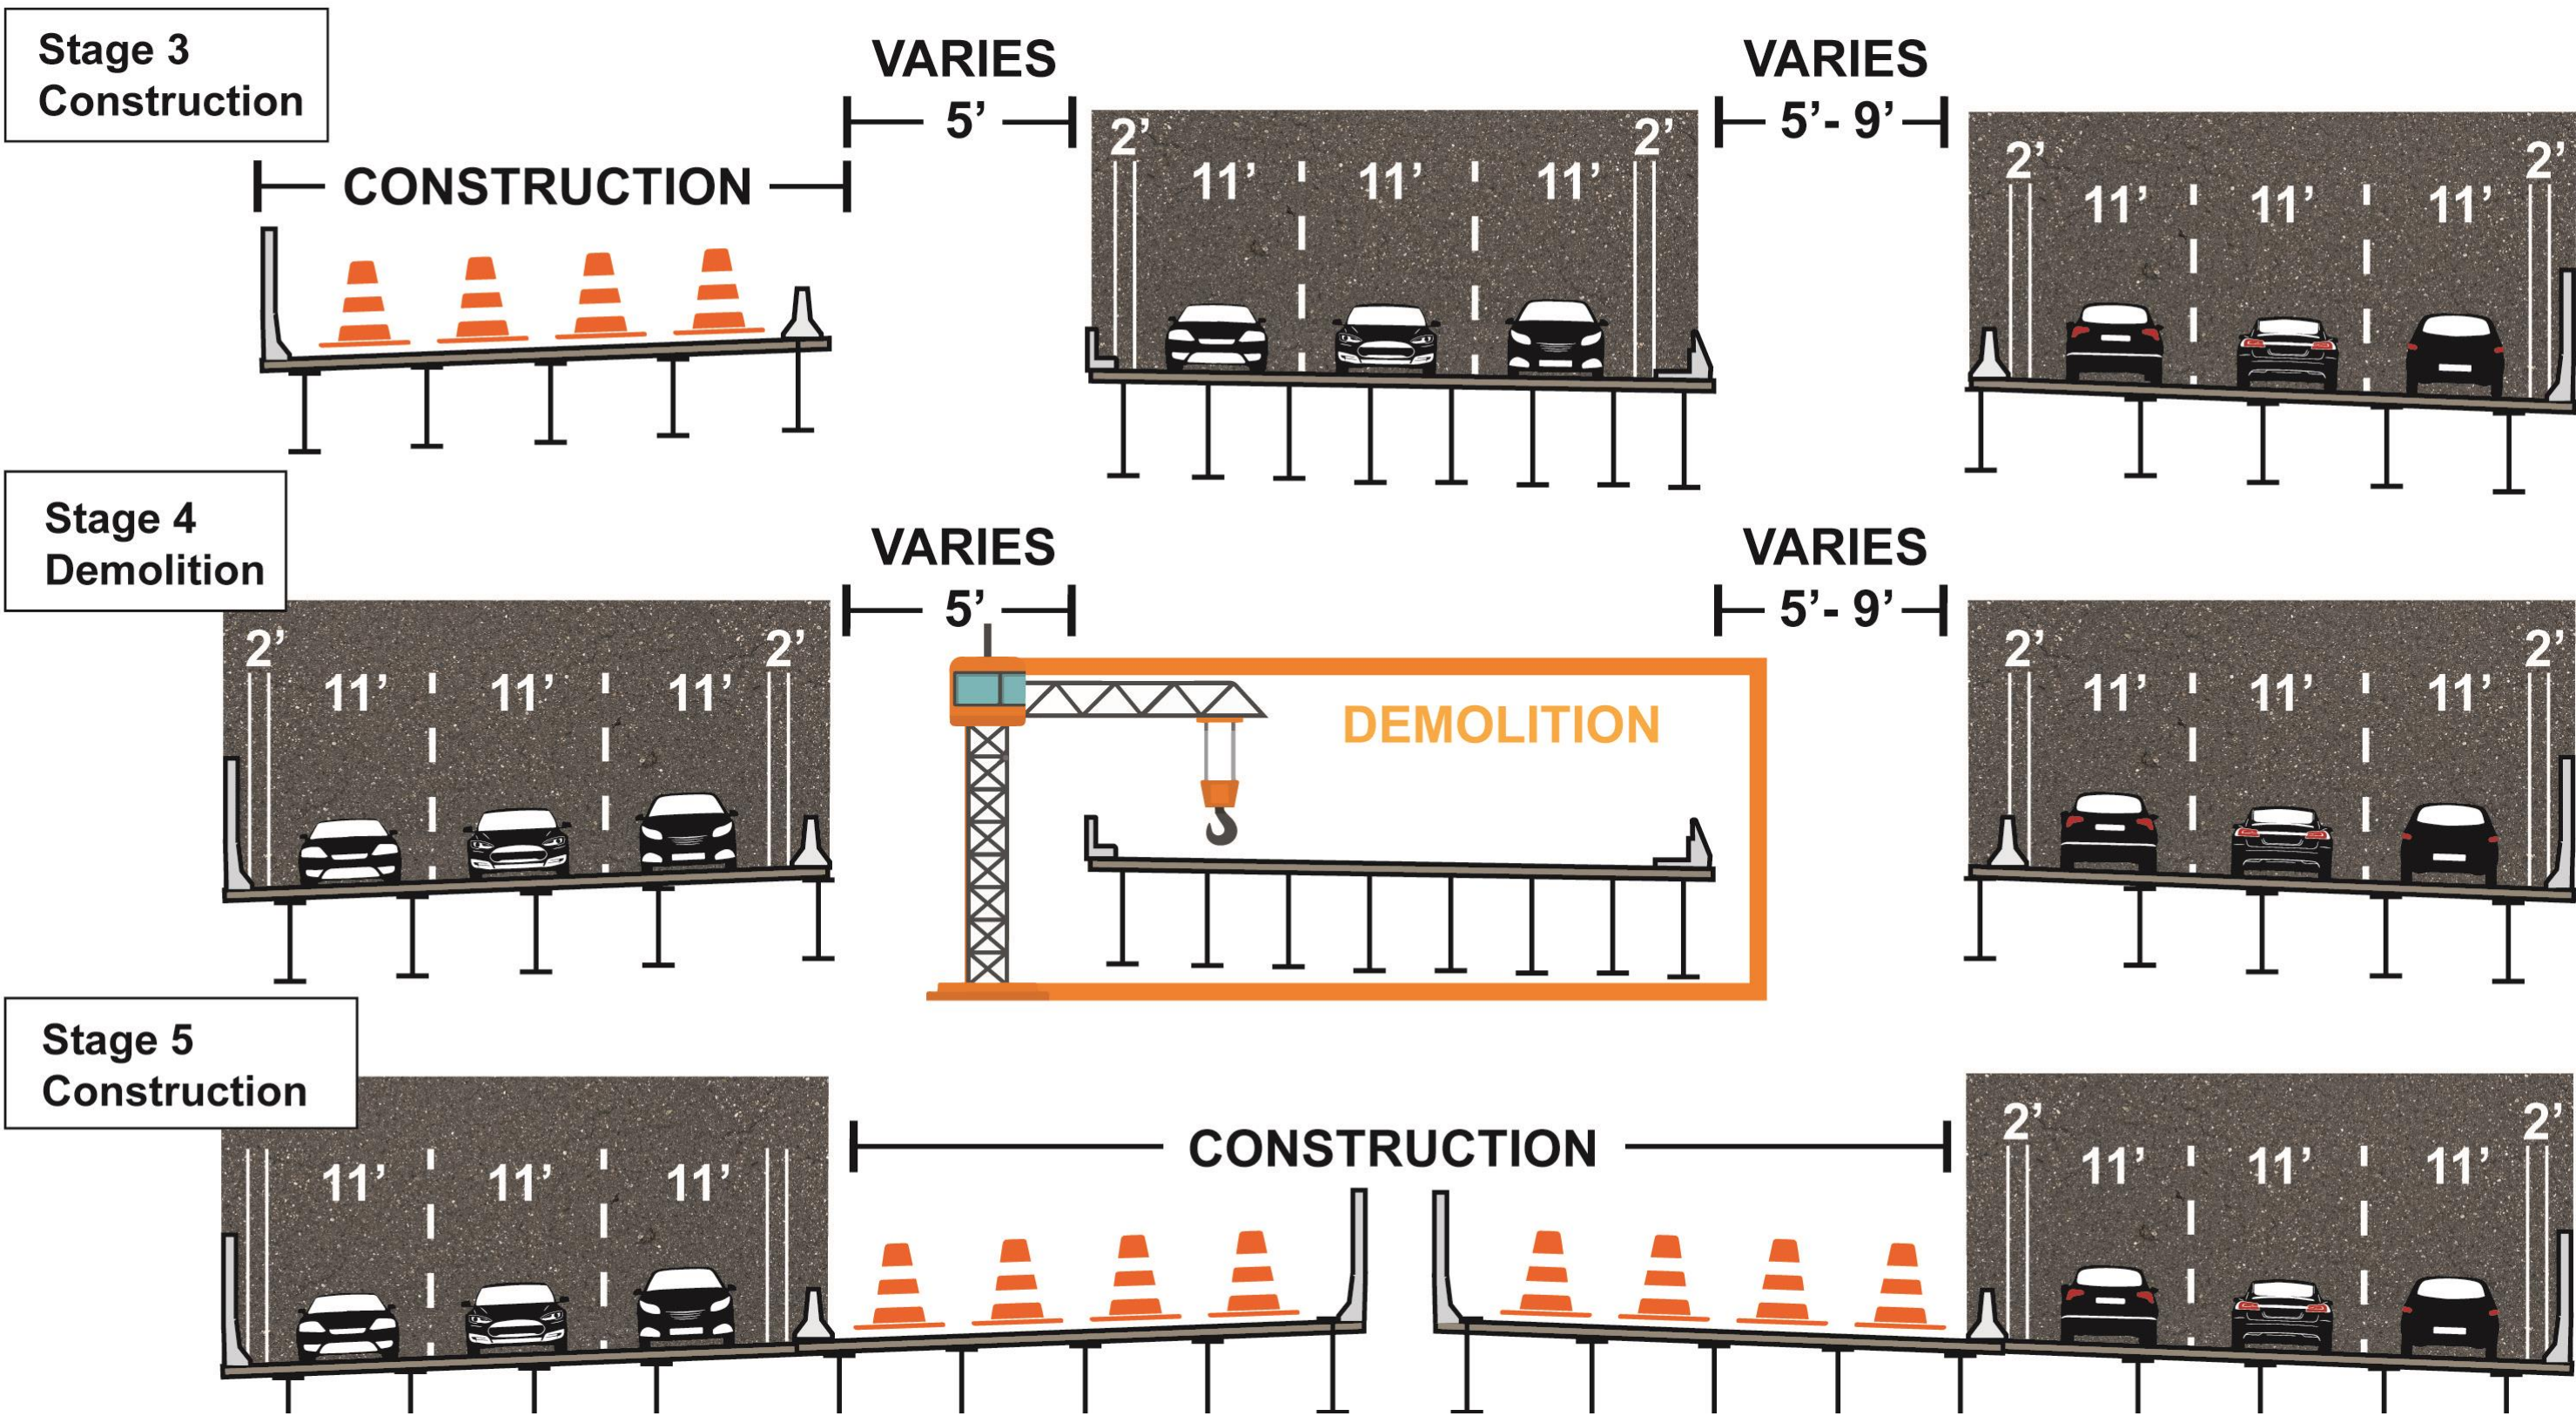 Stage 3
Construction
VARIES
5’
VARIES
5’- 9’
CONSTRUCTION
2’ 11’ 11’ 11’ 2’
2’ 11’ 11’ 11’ 2’
Stage 4
Demolition
VARIES
5’
VARIES
5’- 9’
2’ 11’ 11’ 11’ 2’
DEMOLITION
2’ 11’ 11’ 11’ 2’
Stage 5
Construction
11’ 11’ 11’
CONSTRUCTION
2’ 11’ 11’ 11’ 2’